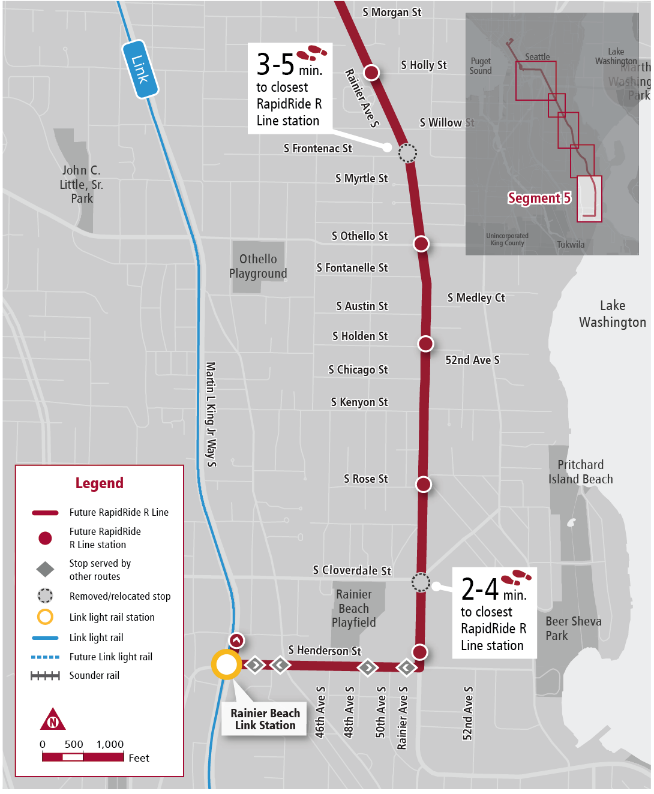 S Morgan St
Link
3-5 min.
to closest
RapidRide R
Line station
S Holly St
Rainier Ave S
S Willow St
S Frontenac St
S Myrtle St
John C.
Little, Sr.
Park
S Othello St
Othello
Playground
S Fontanelle St
S Medley Ct
S Austin St
S Holden St
52nd Ave S
S Chicago St
S Kenyon St
Martin L King Jr Way S
S Rose St
S Cloverdale St
Rainier
Beach
Playfield
S Henderson St
2-4 min.
to closest
RapidRide R
Line station
Rainier Beach
Link Station
46th Ave S
48th Ave S
50th Ave S
Rainier Ave S
52nd Ave S
Lake
Washington
Pritchard
Island Beach
Beer Sheva
Park
Puget
Sound
Seattle
Lake
Washington
Segment 5
Unincorporated
King County
Tukwila
Legend
Future RapidRide R Line
Future RapidRide
R Line station
Stop served by
other routes
Removed/relocated stop
Link light rail station
Link light rail
Future Link light rail
Sounder rail
N
0 500 1,000
Feet